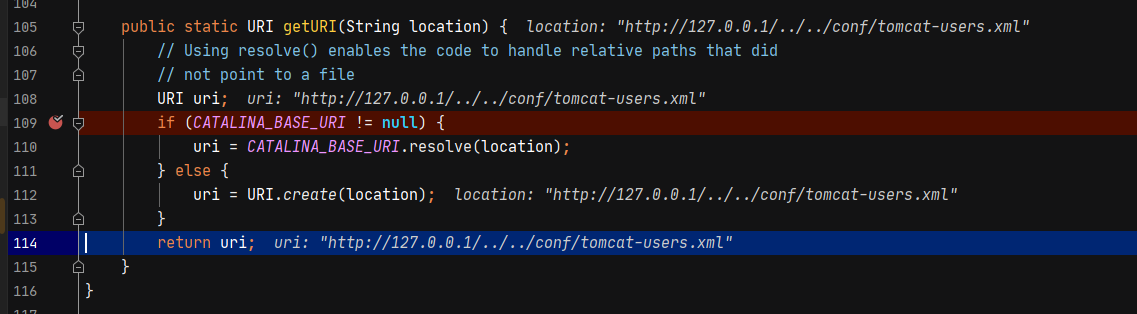 104
105 public static URI getURI(String location) {  location: "http://127.0.0.1/../../conf/tomcat-users.xml"
106 // Using resolve() enables the code to handle relative paths that did
107 // not point to a file
108 URI uri;  uri: "http://127.0.0.1/../../conf/tomcat-users.xml"
109 if (CATALINA_BASE_URI != null) {
110 uri = CATALINA_BASE_URI.resolve(location);
111 } else {
112 uri = URI.create(location);  location: "http://127.0.0.1/../../conf/tomcat-users.xml"
113 }
114 return uri;  uri: "http://127.0.0.1/../../conf/tomcat-users.xml"
115 }
116 }
117